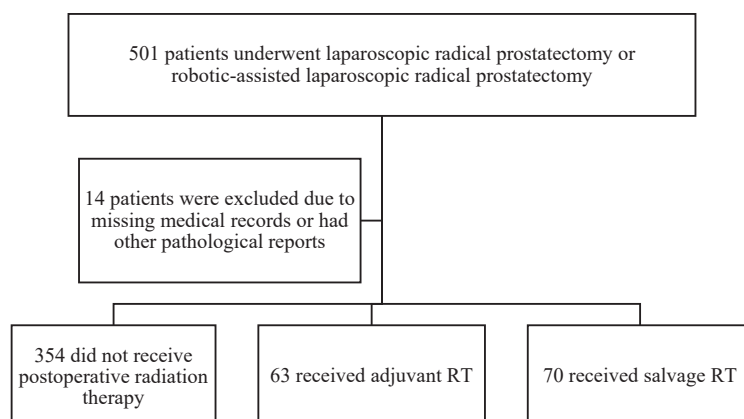 501 patients underwent laparoscopic radical prostatectomy or
robotic-assisted laparoscopic radical prostatectomy
14 patients were excluded due to
missing medical records or had
other pathological reports
354 did not receive
postoperative radiation
therapy
63 received adjuvant RT
70 received salvage RT